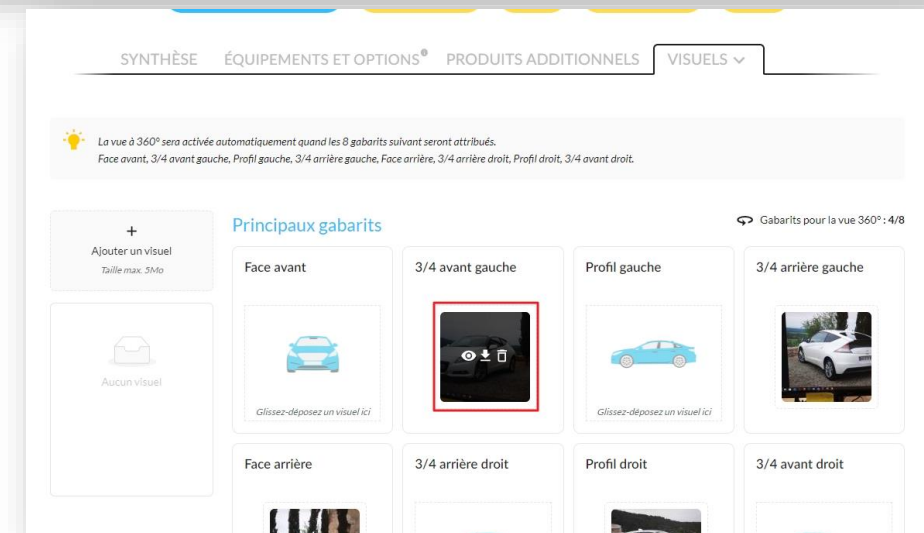 SYNTHÈSE ÉQUIPEMENTS ET OPTIONS PRODUITS ADDITIONNELS VISUELS
La vue à 360° sera activée automatiquement quand les 8 gabarits suivant seront attribués.
Face avant, 3/4 avant gauche, Profil gauche, 3/4 arrière gauche, Face arrière, 3/4 arrière droit, Profil droit, 3/4 avant droit.
+
Ajouter un visuel
Taille max. 5Mo
Aucun visuel
Principaux gabarits
Gabarits pour la vue 360° : 4/8
Face avant
Glissez-déposez un visuel ici
3/4 avant gauche
Profil gauche
Glissez-déposez un visuel ici
3/4 arrière gauche
Face arrière
3/4 arrière droit
Profil droit
3/4 avant droit